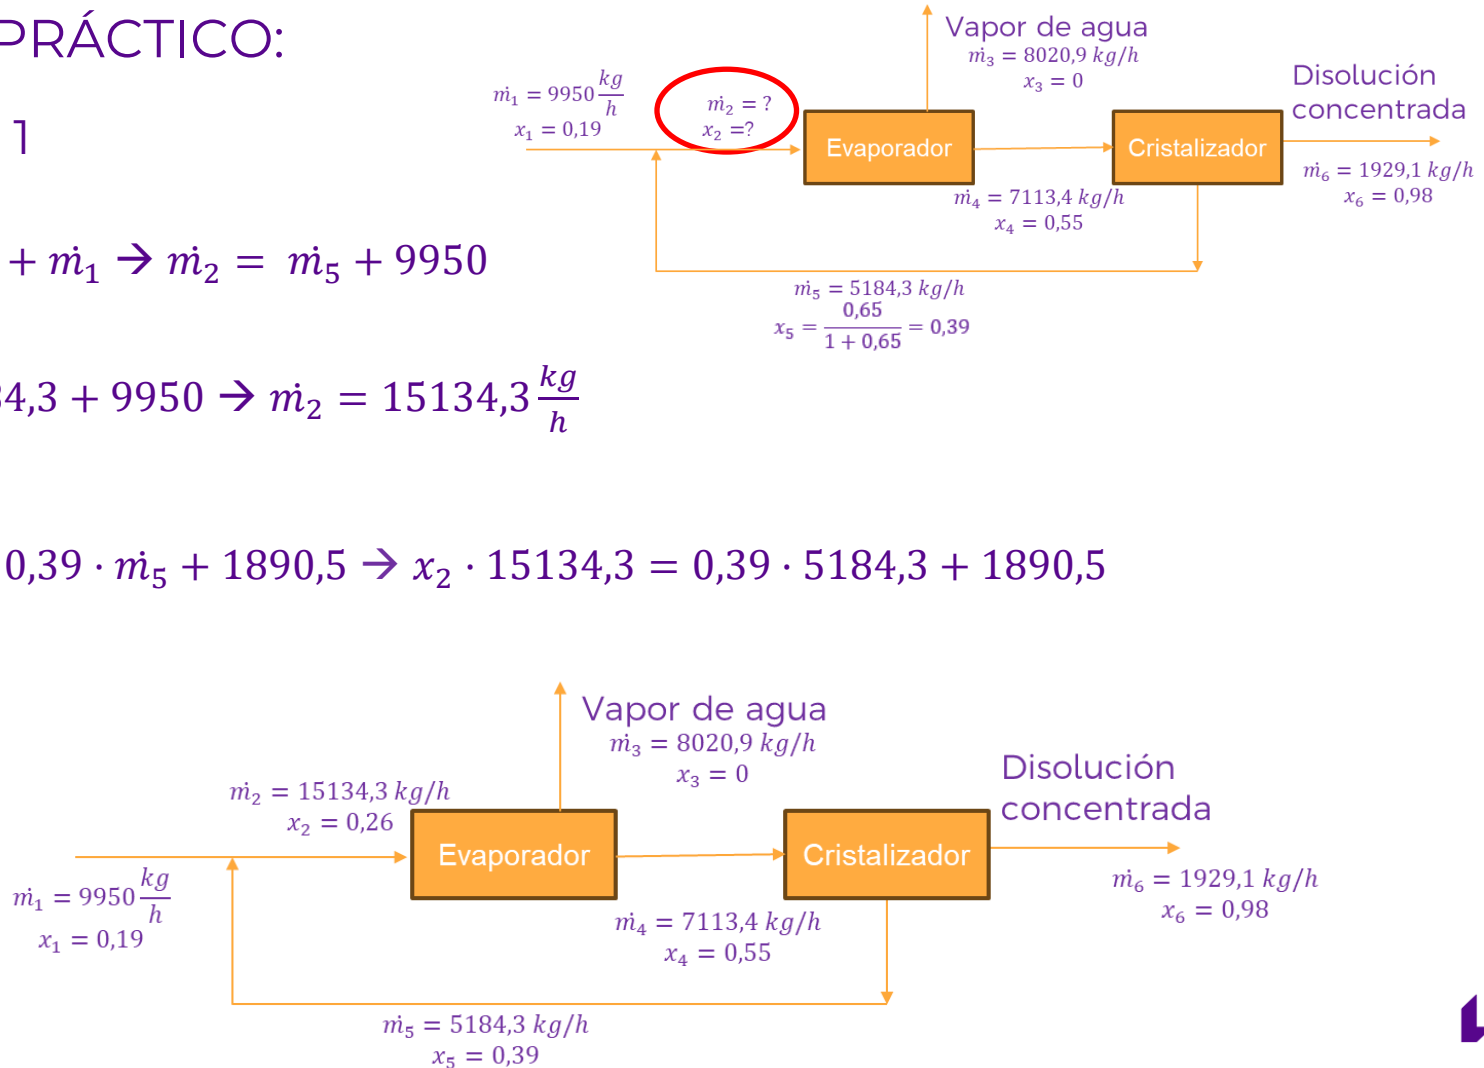 PRÁCTICO:
1
Vapor de agua
ṁ₃ = 8020,9 kg/h
x₃ = 0
ṁ₁ = 9950 kg/h
x₁ = 0,19
ṁ₂ = ?
x₂ =?
Evaporador
Cristalizador
Disolución
concentrada
ṁ₆ = 1929,1 kg/h
x₆ = 0,98
ṁ₄ = 7113,4 kg/h
x₄ = 0,55
ṁ₅ = 5184,3 kg/h
x₅ = 0,65/(1 + 0,65) = 0,39
+ ṁ₁ → ṁ₂ = ṁ₅ + 9950
4,3 + 9950 → ṁ₂ = 15134,3 kg/h
0,39 · ṁ₅ + 1890,5 → x₂ · 15134,3 = 0,39 · 5184,3 + 1890,5
Vapor de agua
ṁ₃ = 8020,9 kg/h
x₃ = 0
ṁ₂ = 15134,3 kg/h
x₂ = 0,26
Evaporador
Cristalizador
Disolución
concentrada
ṁ₁ = 9950 kg/h
x₁ = 0,19
ṁ₆ = 1929,1 kg/h
x₆ = 0,98
ṁ₄ = 7113,4 kg/h
x₄ = 0,55
ṁ₅ = 5184,3 kg/h
x₅ = 0,39